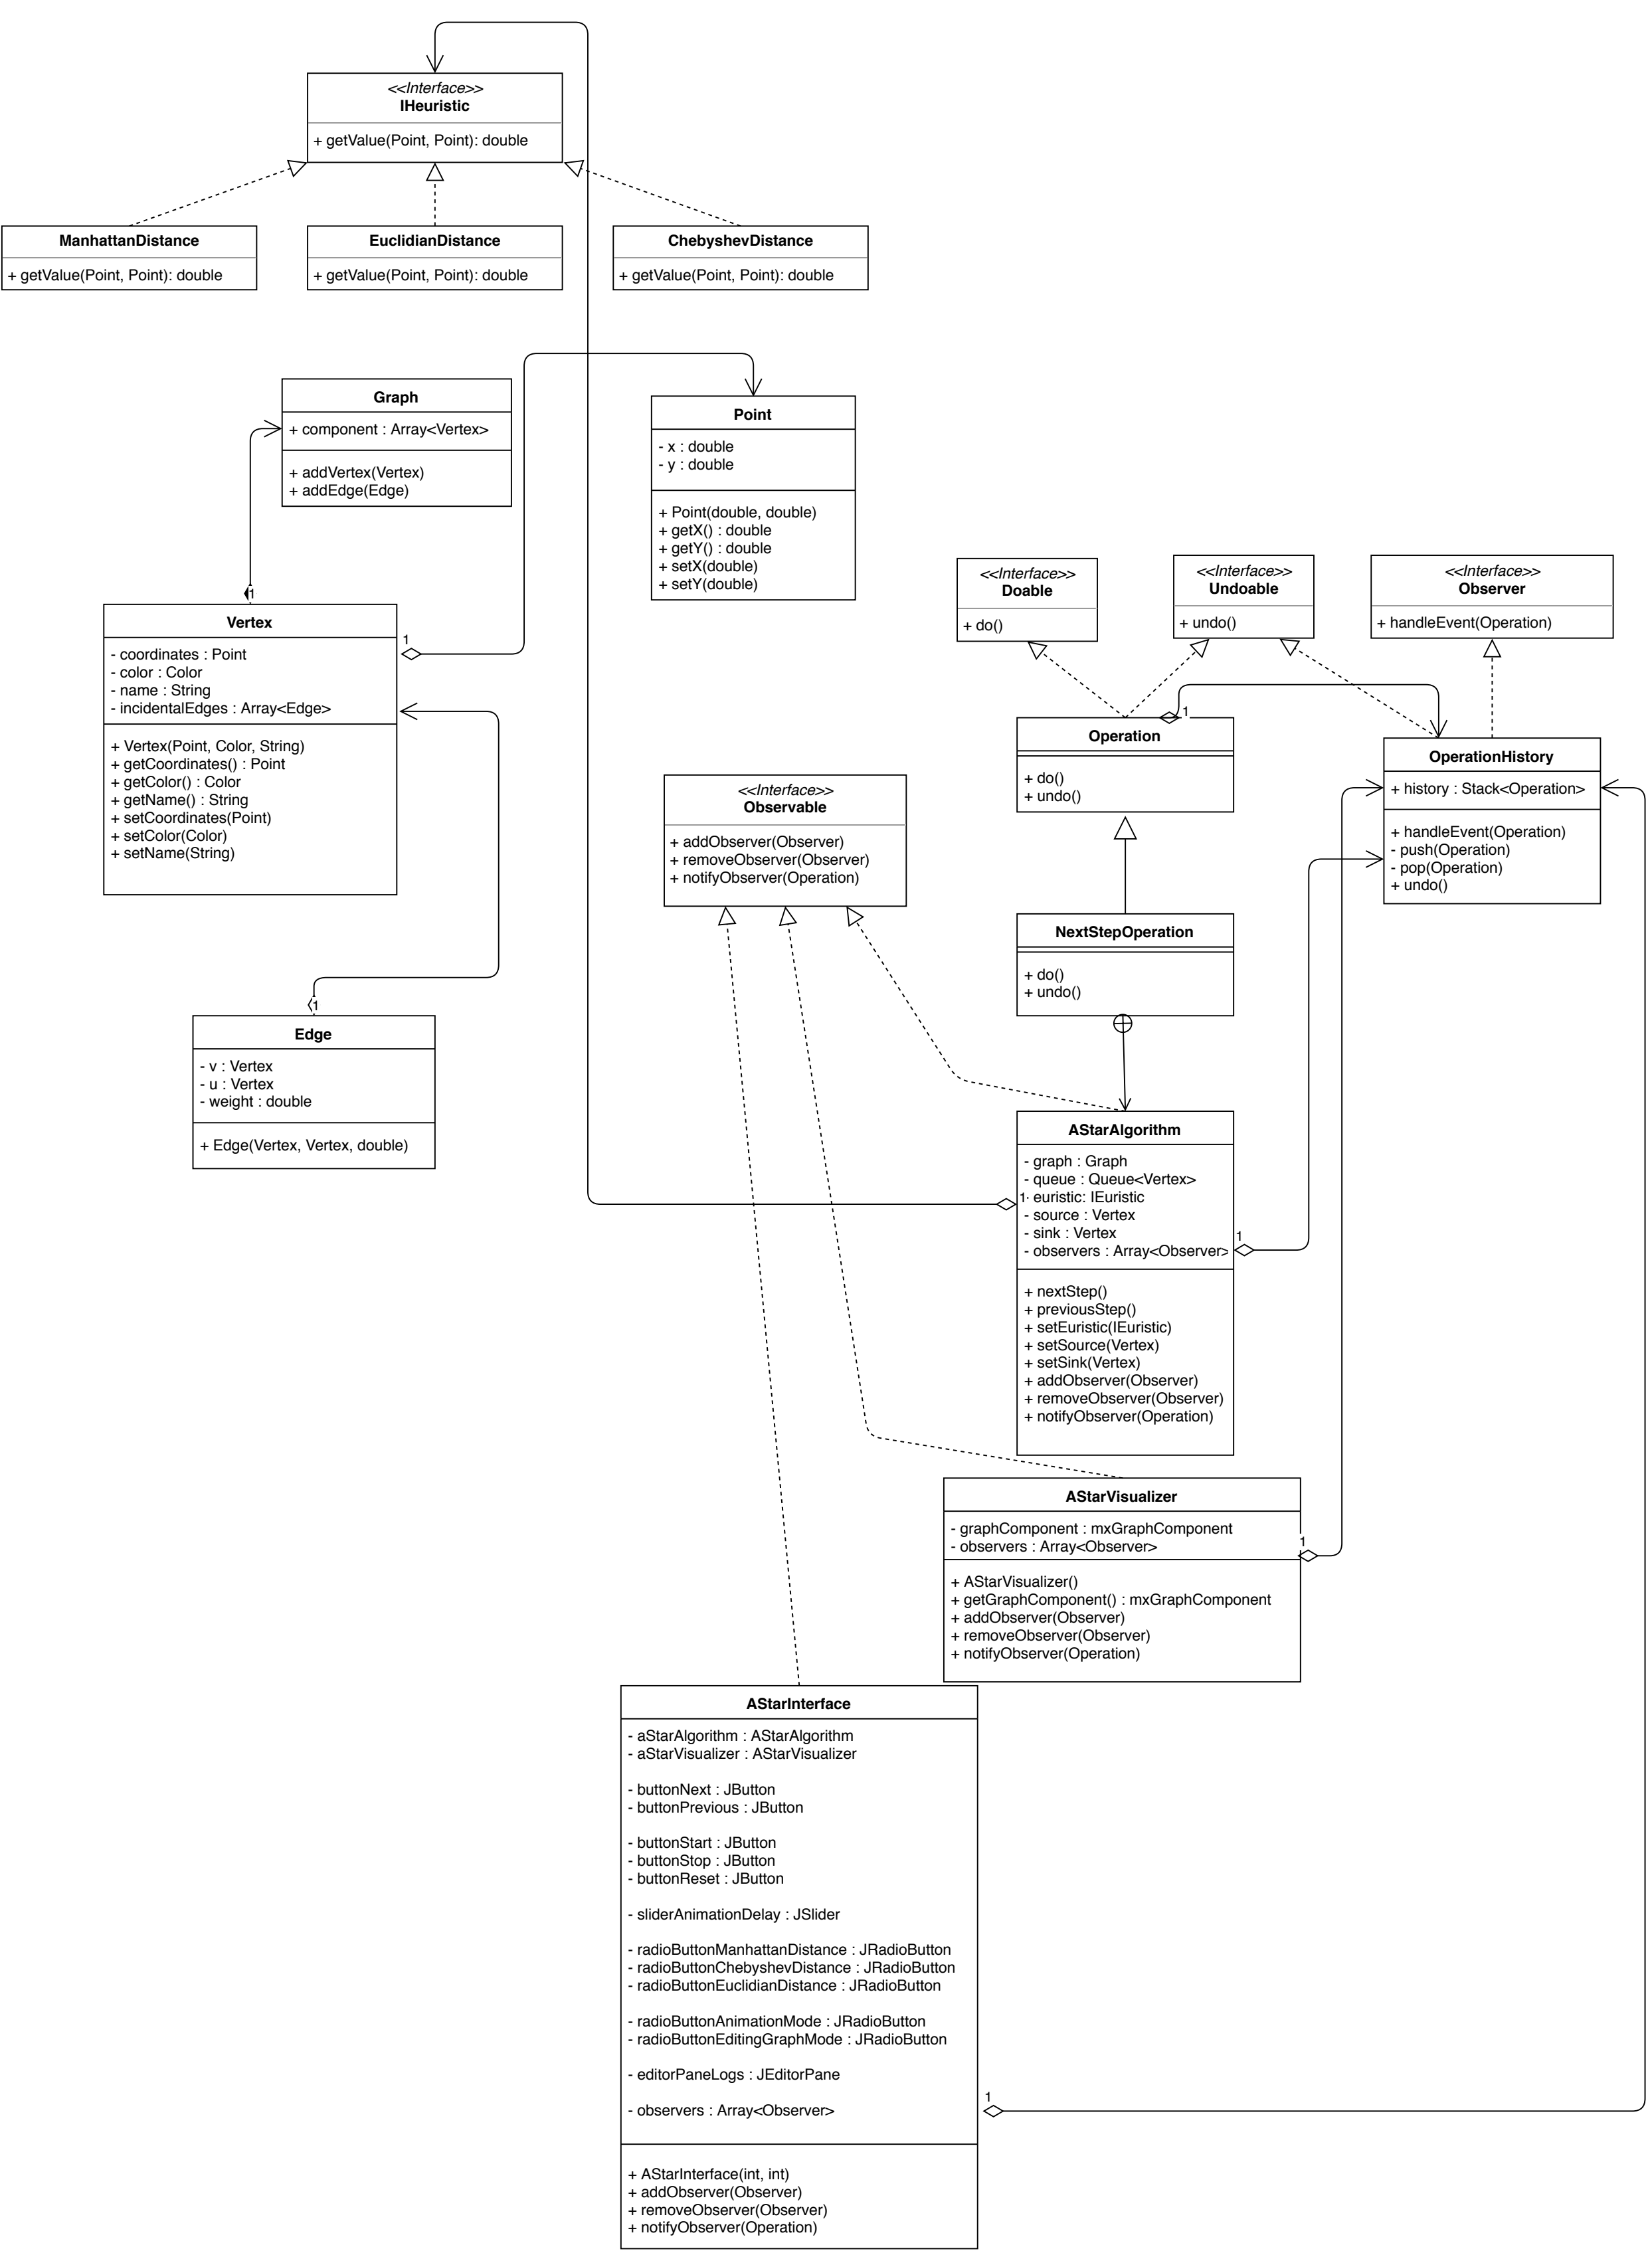 <<Interface>>
IHeuristic
+ getValue(Point, Point): double
ManhattanDistance
+ getValue(Point, Point): double
EuclidianDistance
+ getValue(Point, Point): double
ChebyshevDistance
+ getValue(Point, Point): double
Graph
+ component : Array<Vertex>
+ addVertex(Vertex)
+ addEdge(Edge)
Point
- x : double
- y : double
+ Point(double, double)
+ getX() : double
+ getY() : double
+ setX(double)
+ setY(double)
1
Vertex
- coordinates : Point
- color : Color
- name : String
- incidentalEdges : Array<Edge>
+ Vertex(Point, Color, String)
+ getCoordinates() : Point
+ getColor() : Color
+ getName() : String
+ setCoordinates(Point)
+ setColor(Color)
+ setName(String)
1
<<Interface>>
Doable
+ do()
<<Interface>>
Undoable
+ undo()
<<Interface>>
Observer
+ handleEvent(Operation)
1
Operation
+ do()
+ undo()
OperationHistory
+ history : Stack<Operation>
+ handleEvent(Operation)
- push(Operation)
- pop(Operation)
+ undo()
<<Interface>>
Observable
+ addObserver(Observer)
+ removeObserver(Observer)
+ notifyObserver(Operation)
NextStepOperation
+ do()
+ undo()
1
Edge
- v : Vertex
- u : Vertex
- weight : double
+ Edge(Vertex, Vertex, double)
AStarAlgorithm
- graph : Graph
- queue : Queue<Vertex>
1- euristic: IEuristic
- source : Vertex
- sink : Vertex
- observers : Array<Observer>
1
+ nextStep()
+ previousStep()
+ setEuristic(IEuristic)
+ setSource(Vertex)
+ setSink(Vertex)
+ addObserver(Observer)
+ removeObserver(Observer)
+ notifyObserver(Operation)
AStarVisualizer
- graphComponent : mxGraphComponent
- observers : Array<Observer>
1
+ AStarVisualizer()
+ getGraphComponent() : mxGraphComponent
+ addObserver(Observer)
+ removeObserver(Observer)
+ notifyObserver(Operation)
AStarInterface
- aStarAlgorithm : AStarAlgorithm
- aStarVisualizer : AStarVisualizer
- buttonNext : JButton
- buttonPrevious : JButton
- buttonStart : JButton
- buttonStop : JButton
- buttonReset : JButton
- sliderAnimationDelay : JSlider
- radioButtonManhattanDistance : JRadioButton
- radioButtonChebyshevDistance : JRadioButton
- radioButtonEuclidianDistance : JRadioButton
- radioButtonAnimationMode : JRadioButton
- radioButtonEditingGraphMode : JRadioButton
- editorPaneLogs : JEditorPane
- observers : Array<Observer>
1
+ AStarInterface(int, int)
+ addObserver(Observer)
+ removeObserver(Observer)
+ notifyObserver(Operation)